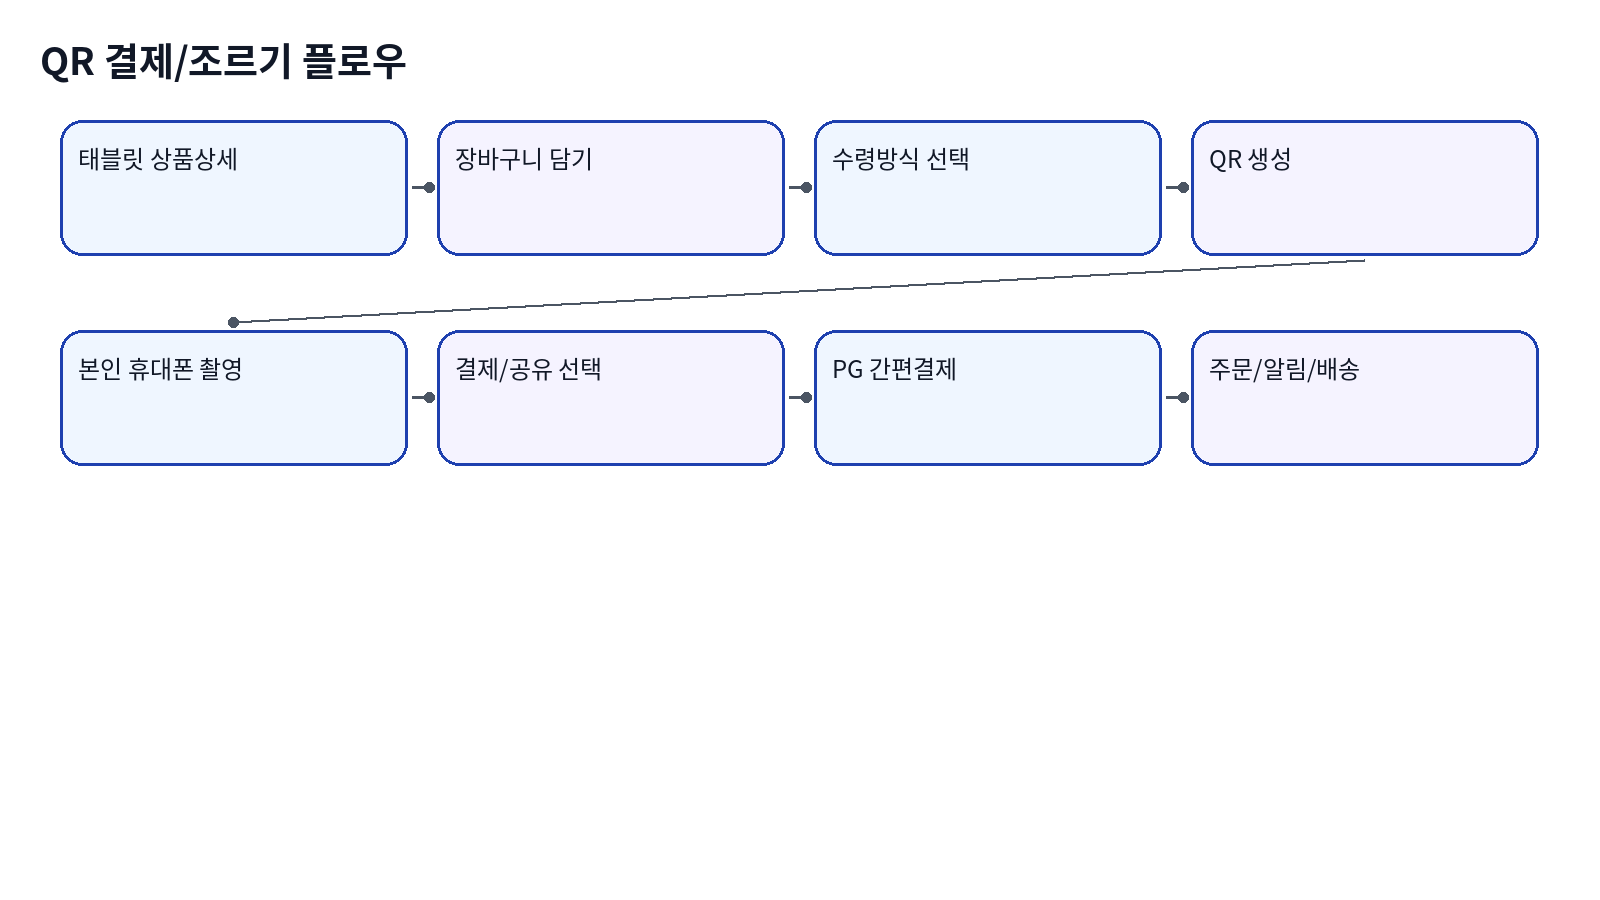 QR 결제/조르기 플로우
태블릿 상품상세
장바구니 담기
수령방식 선택
QR 생성
본인 휴대폰 촬영
결제/공유 선택
PG 간편결제
주문/알림/배송